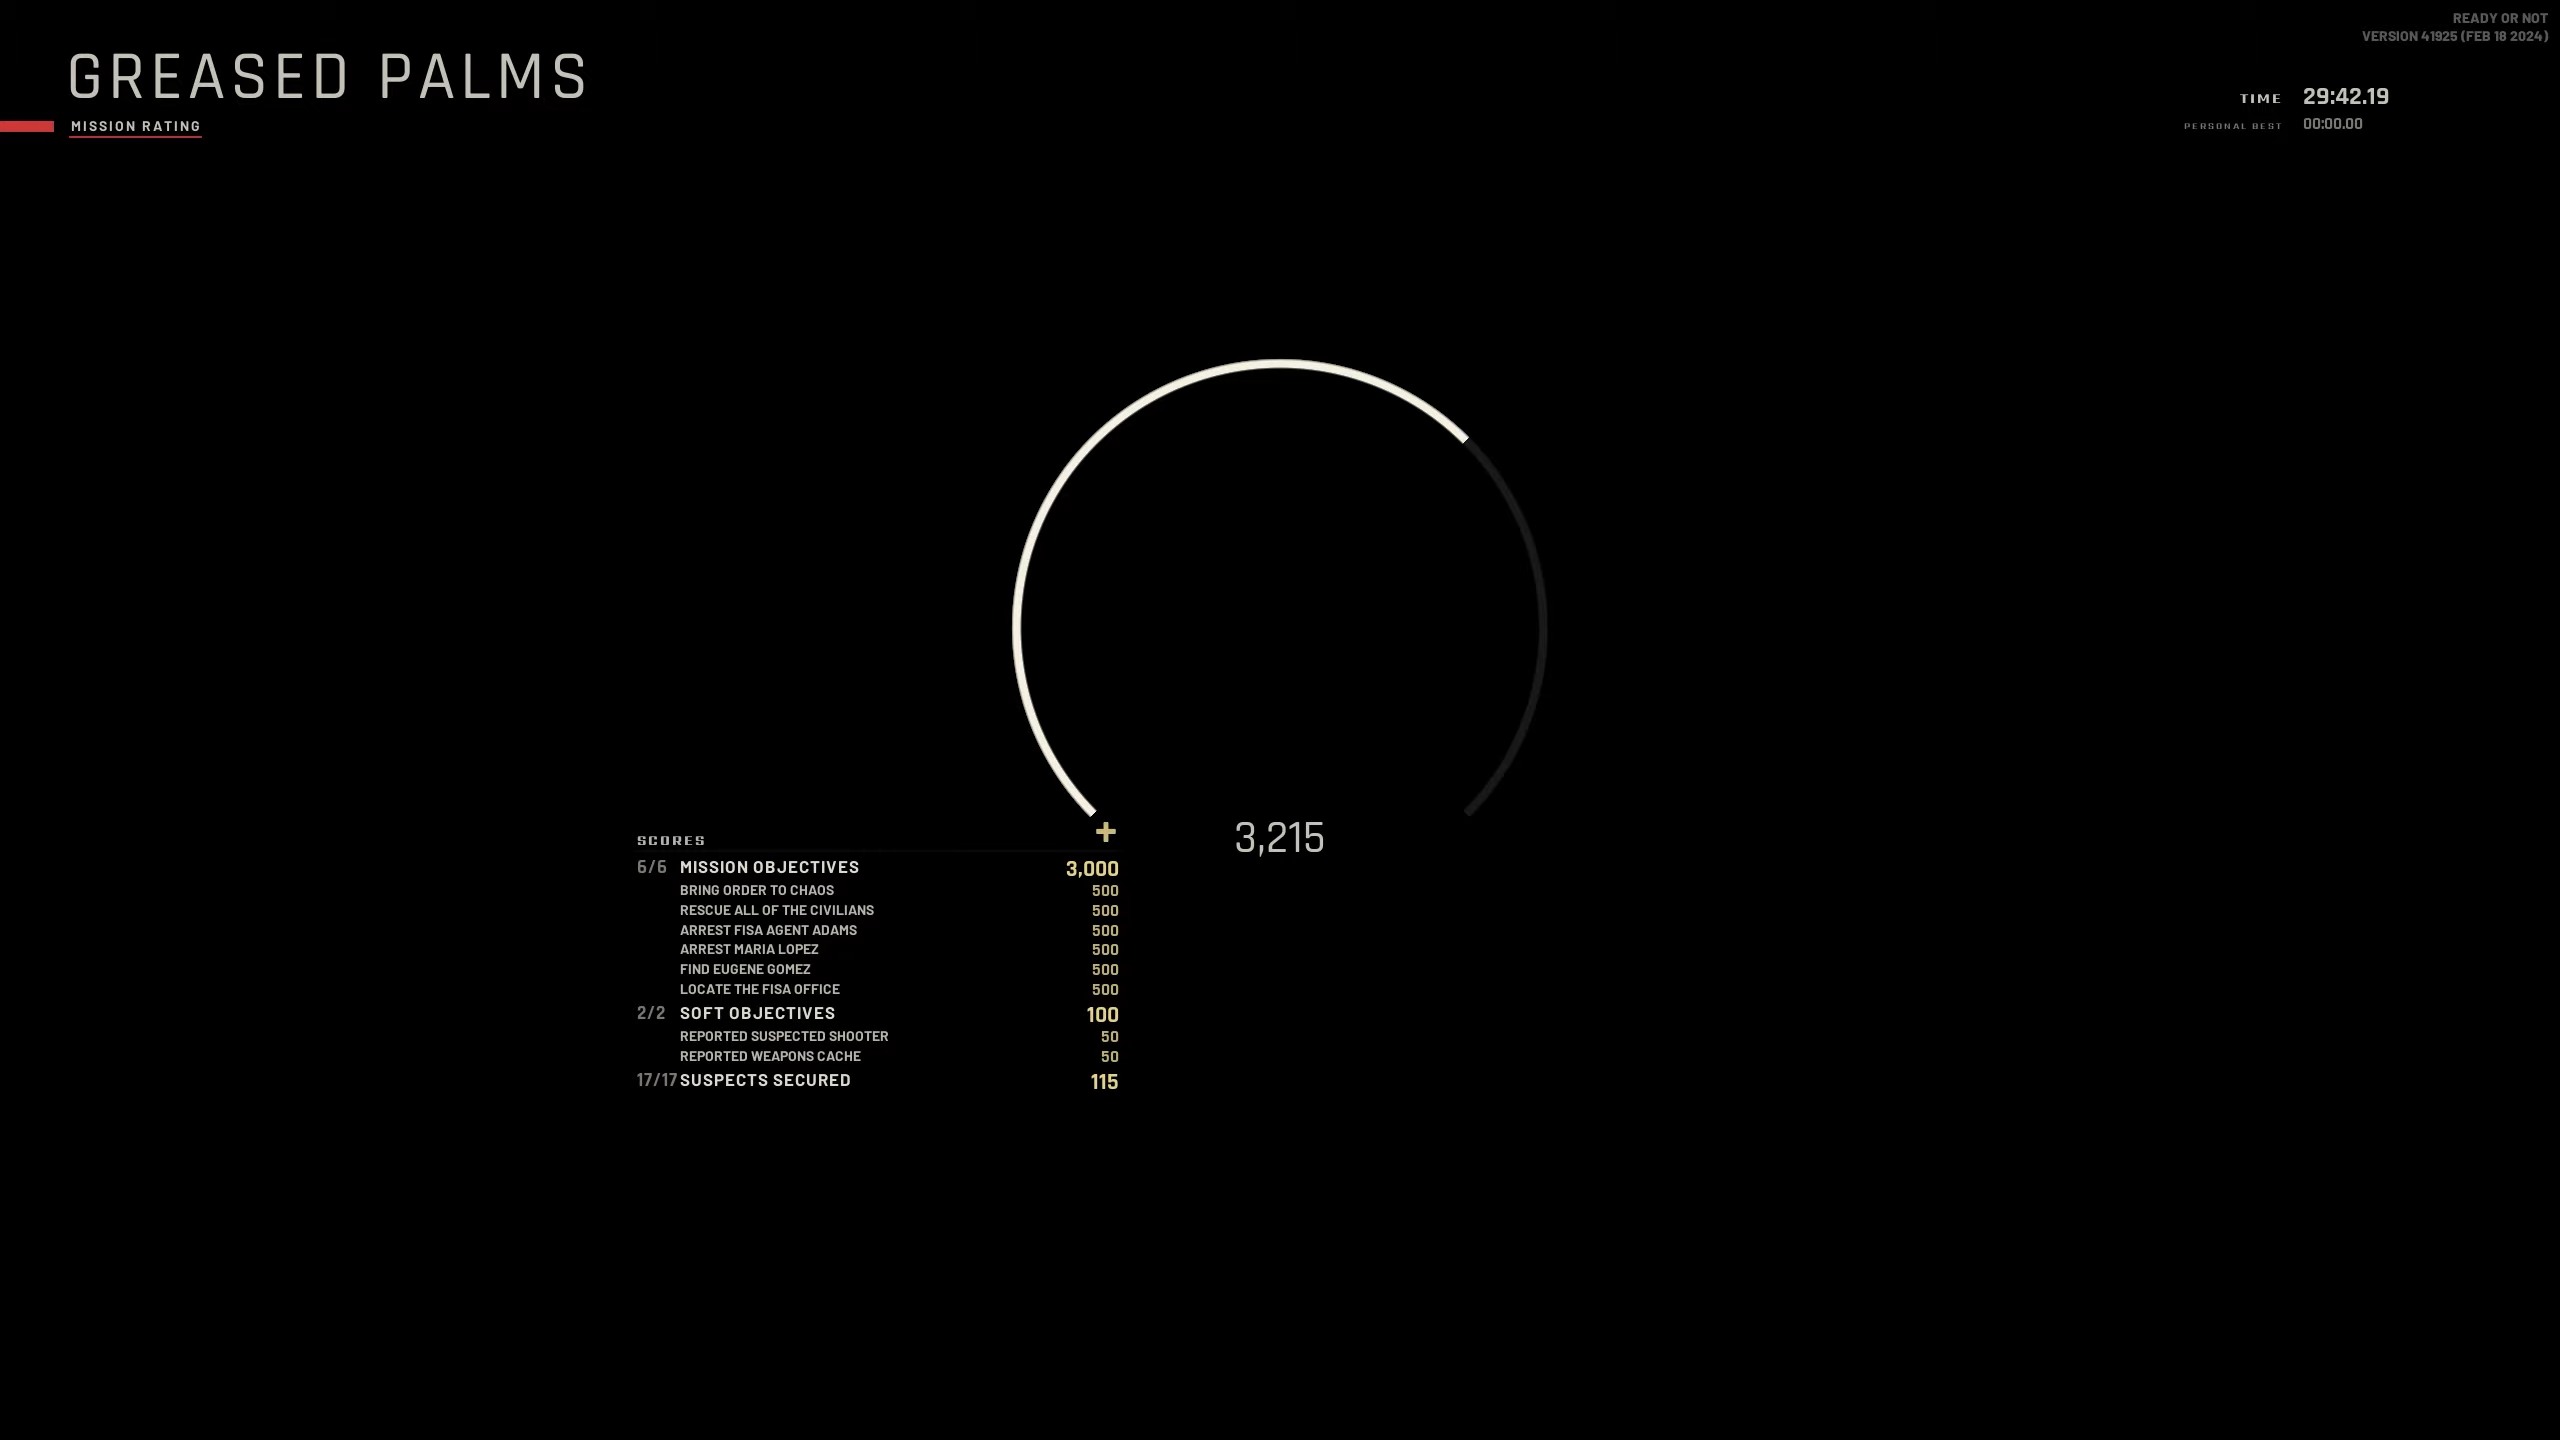 READY OR NOT
VERSION 41925 (FEB 18 2024)
GREASED PALMS
MISSION RATING
TIME 29:42.19
PERSONAL BEST 00:00.00
3,215
SCORES +
6/6 MISSION OBJECTIVES 3,000
BRING ORDER TO CHAOS 500
RESCUE ALL OF THE CIVILIANS 500
ARREST FISA AGENT ADAMS 500
ARREST MARIA LOPEZ 500
FIND EUGENE GOMEZ 500
LOCATE THE FISA OFFICE 500
2/2 SOFT OBJECTIVES 100
REPORTED SUSPECTED SHOOTER 50
REPORTED WEAPONS CACHE 50
17/17 SUSPECTS SECURED 115